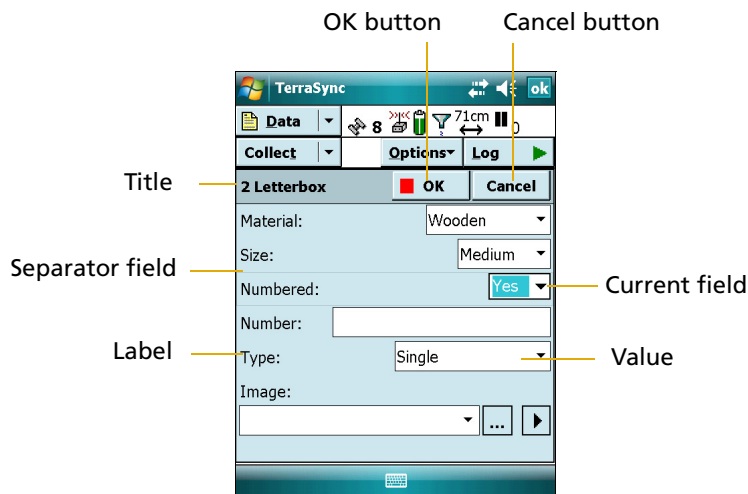 OK button Cancel button
TerraSync ok
Data 8 71cm 0
Collect Options Log
Title 2 Letterbox OK Cancel
Material: Wooden
Size: Medium
Separator field
Numbered: Yes Current field
Number:
Label Type: Single Value
Image:
...